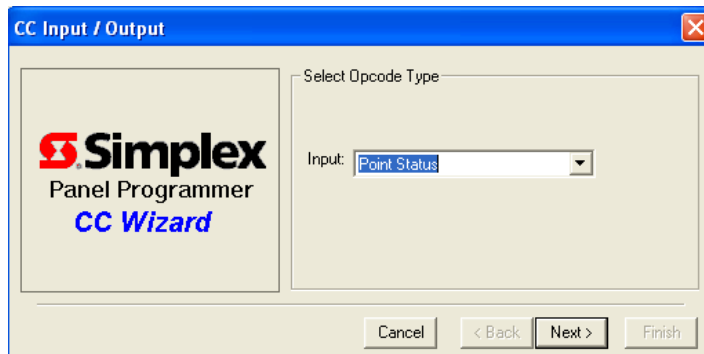 CC Input / Output
Simplex
Panel Programmer
CC Wizard
Select Opcode Type
Input: Point Status
Cancel < Back Next > Finish